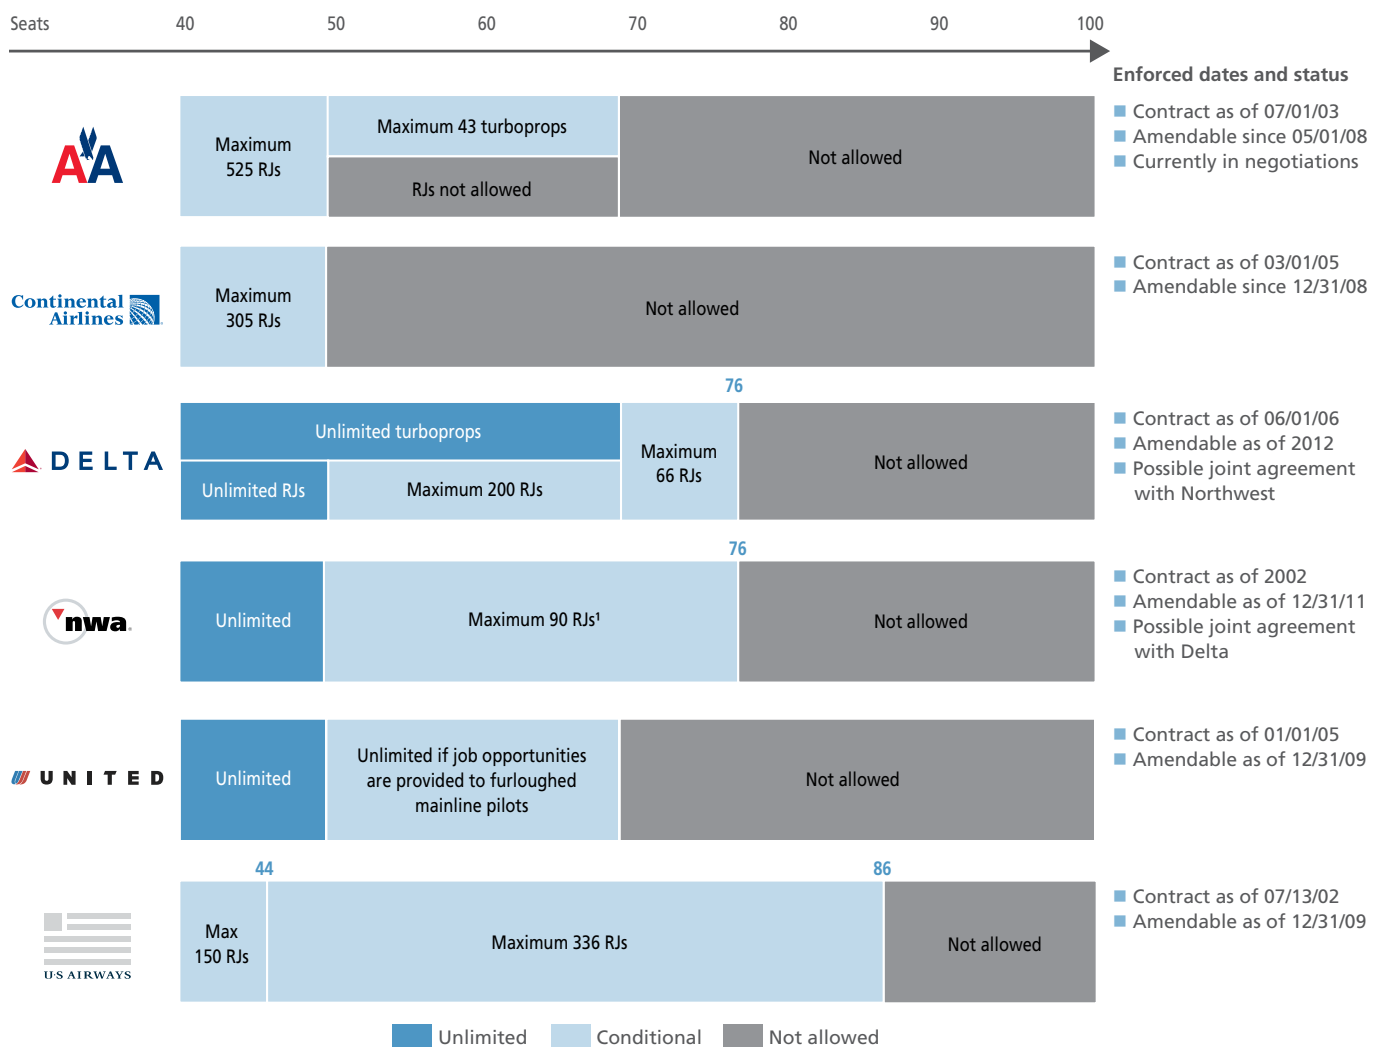 Seats 40 50 60 70 80 90 100
Enforced dates and status
AA
Maximum
525 RJs
Maximum 43 turboprops
RJs not allowed
Not allowed
Contract as of 07/01/03
Amendable since 05/01/08
Currently in negotiations
Continental
Airlines
Maximum
305 RJs
Not allowed
Contract as of 03/01/05
Amendable since 12/31/08
76
DELTA
Unlimited turboprops
Unlimited RJs
Maximum 200 RJs
Maximum
66 RJs
Not allowed
Contract as of 06/01/06
Amendable as of 2012
Possible joint agreement
with Northwest
76
nwa
Unlimited
Maximum 90 RJs¹
Not allowed
Contract as of 2002
Amendable as of 12/31/11
Possible joint agreement
with Delta
UNITED
Unlimited
Unlimited if job opportunities
are provided to furloughed
mainline pilots
Not allowed
Contract as of 01/01/05
Amendable as of 12/31/09
44 86
U·S AIRWAYS
Max
150 RJs
Maximum 336 RJs
Not allowed
Contract as of 07/13/02
Amendable as of 12/31/09
Unlimited Conditional Not allowed